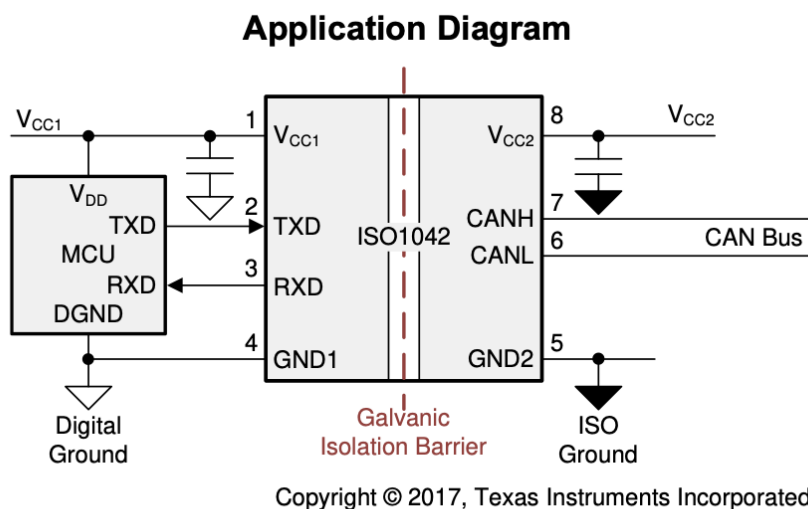 Application Diagram
VCC1
1
VCC1
VDD
TXD
MCU
RXD
DGND
2
TXD
3
RXD
4
GND1
ISO1042
8
VCC2
VCC2
7
CANH
6
CANL
CAN Bus
5
GND2
Digital
Ground
Galvanic
Isolation Barrier
ISO
Ground
Copyright © 2017, Texas Instruments Incorporated